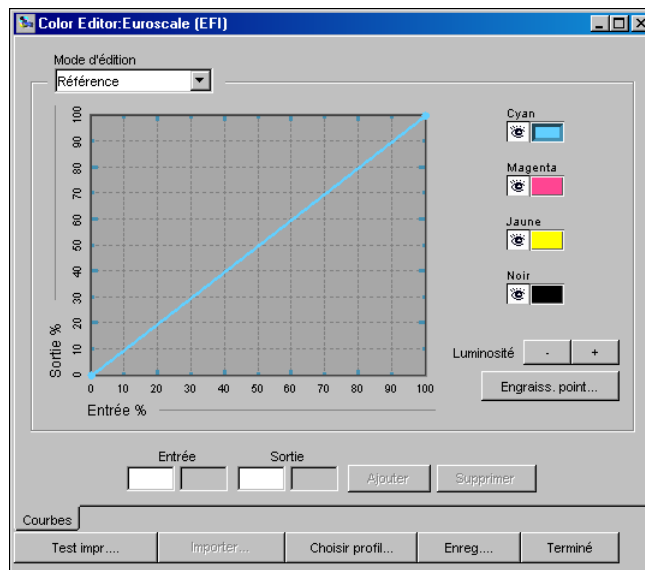 Color Editor:Euroscale (EFI)
Mode d'édition
Référence
Cyan
Magenta
Jaune
Noir
100
90
80
70
60
50
40
30
20
10
0
Sortie %
0 10 20 30 40 50 60 70 80 90 100
Entrée %
Luminosité - +
Engraiss. point...
Entrée Sortie
Ajouter Supprimer
Courbes
Test impr.... Importer... Choisir profil... Enreg.... Terminé